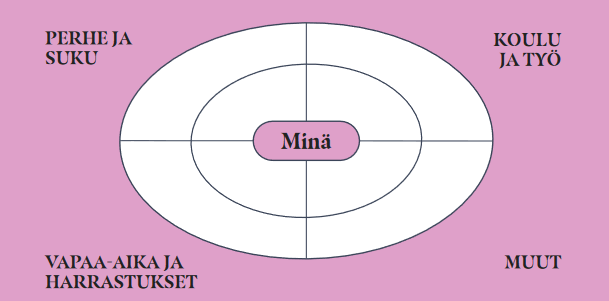 PERHE JA
SUKU
KOULU
JA TYÖ
Minä
VAPAA-AIKA JA
HARRASTUKSET
MUUT